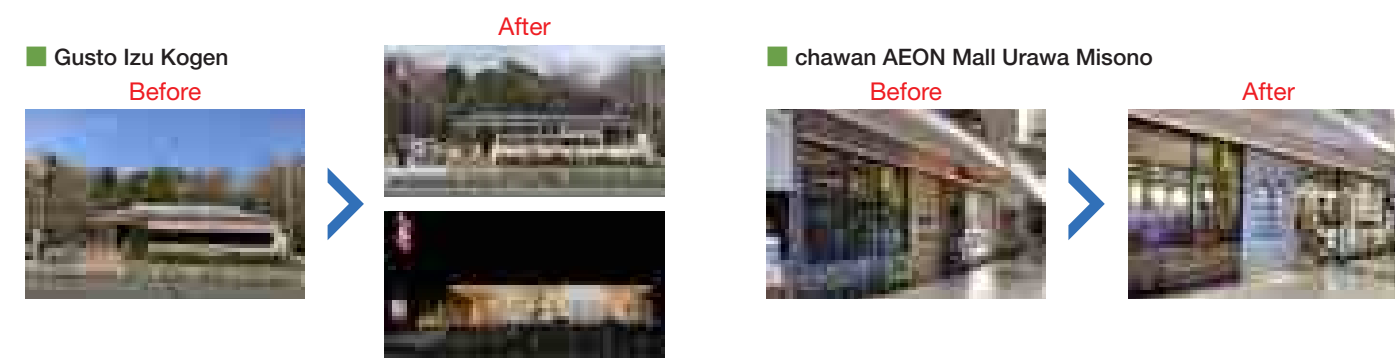 Gusto Izu Kogen
Before
After
chawan AEON Mall Urawa Misono
Before
After